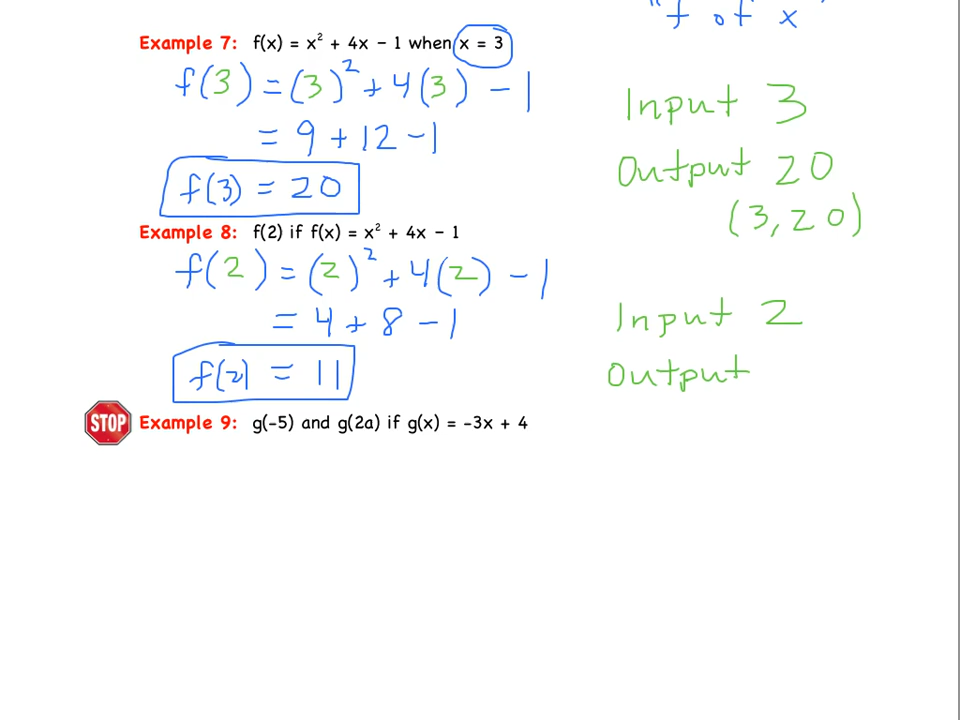 "f of x"
Example 7: f(x) = x² + 4x − 1 when x = 3
f(3) = (3)² + 4(3) − 1
= 9 + 12 − 1
f(3) = 20
Input 3
Output 20
(3, 20)
Example 8: f(2) if f(x) = x² + 4x − 1
f(2) = (2)² + 4(2) − 1
= 4 + 8 − 1
f(2) = 11
Input 2
Output
STOP
Example 9: g(-5) and g(2a) if g(x) = -3x + 4